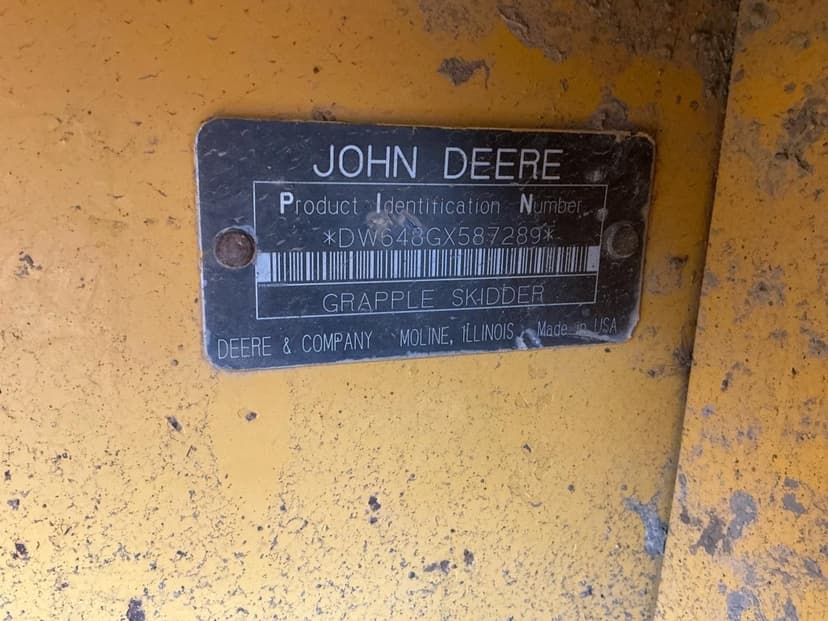 JOHN DEERE
Product Identification Number
*DW648GX587289*
GRAPPLE SKIDDER
DEERE & COMPANY MOLINE, ILLINOIS Made in USA